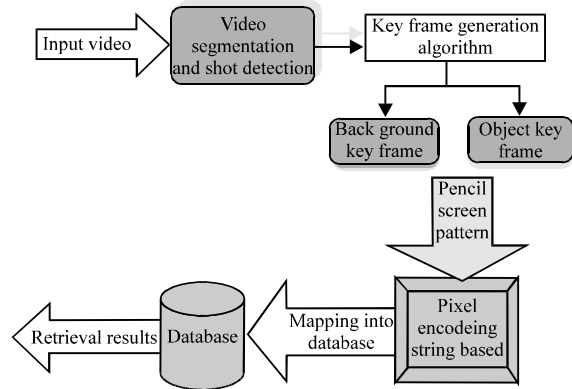 Input video
Video
segmentation
and shot detection
Key frame generation
algorithm
Back ground
key frame
Object key
frame
Pencil
screen
pattern
Pixel
encodeing
string based
Mapping into
database
Database
Retrieval results